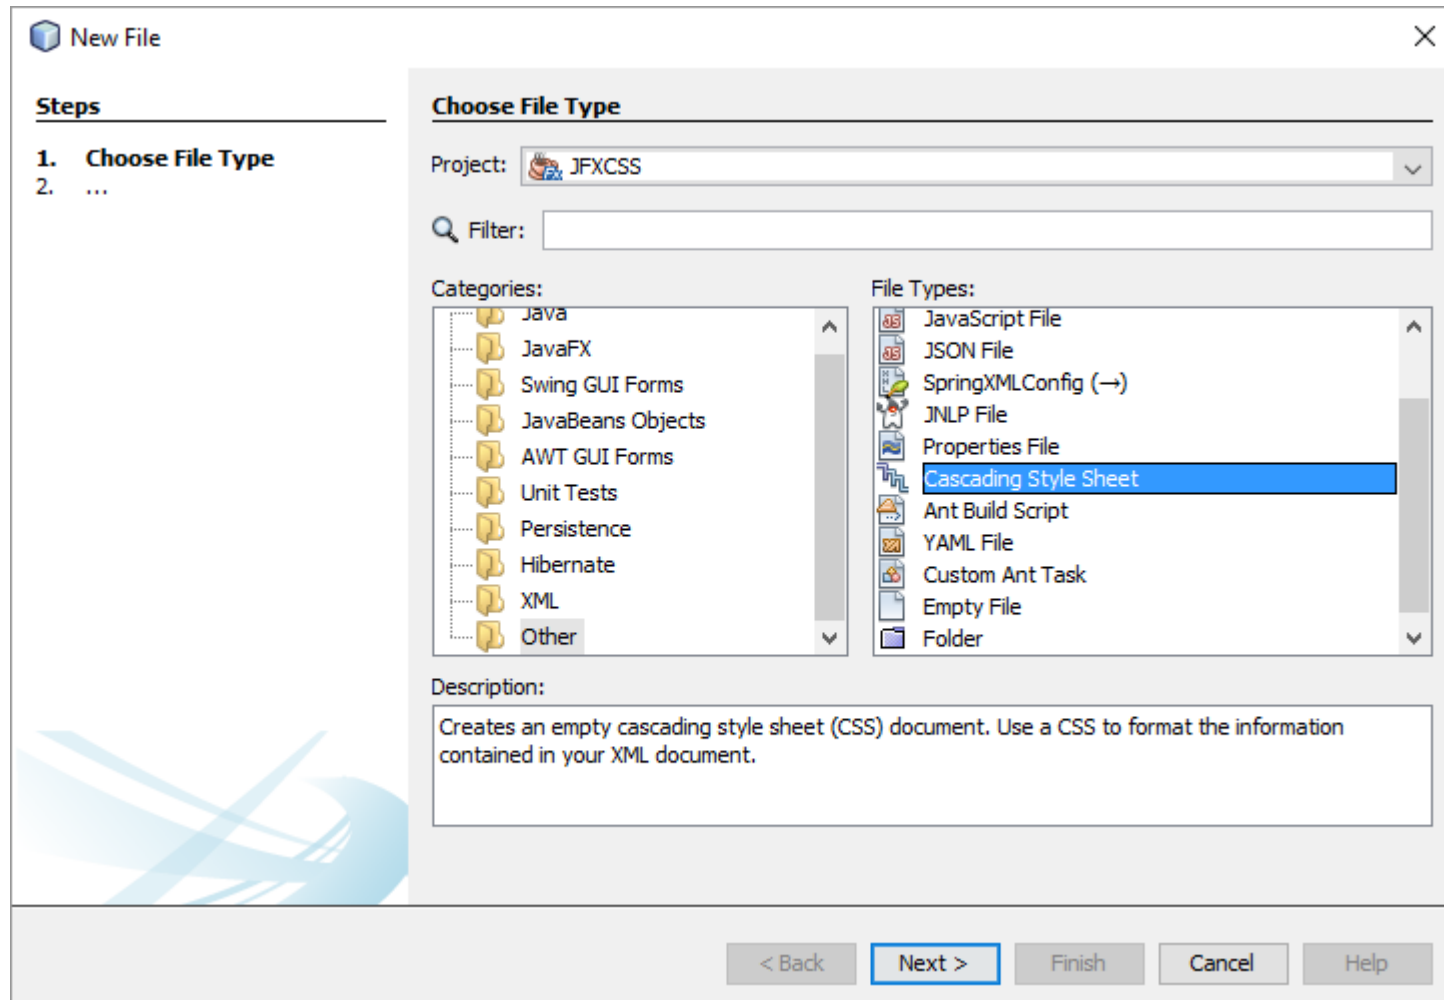 New File
Steps
1. Choose File Type
2. ...
Choose File Type
Project: JFXCSS
Filter:
Categories:
Java
JavaFX
Swing GUI Forms
JavaBeans Objects
AWT GUI Forms
Unit Tests
Persistence
Hibernate
XML
Other
File Types:
JavaScript File
JSON File
SpringXMLConfig (→)
JNLP File
Properties File
Cascading Style Sheet
Ant Build Script
YAML File
Custom Ant Task
Empty File
Folder
Description:
Creates an empty cascading style sheet (CSS) document. Use a CSS to format the information
contained in your XML document.
< Back Next > Finish Cancel Help